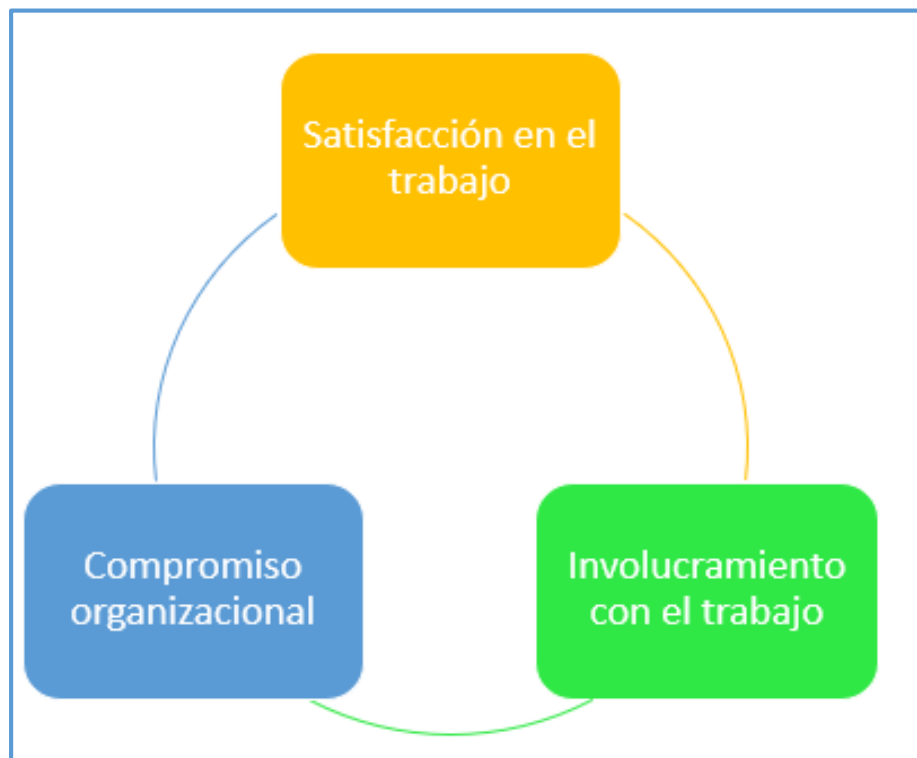 Satisfacción en el
trabajo
Compromiso
organizacional
Involucramiento
con el trabajo